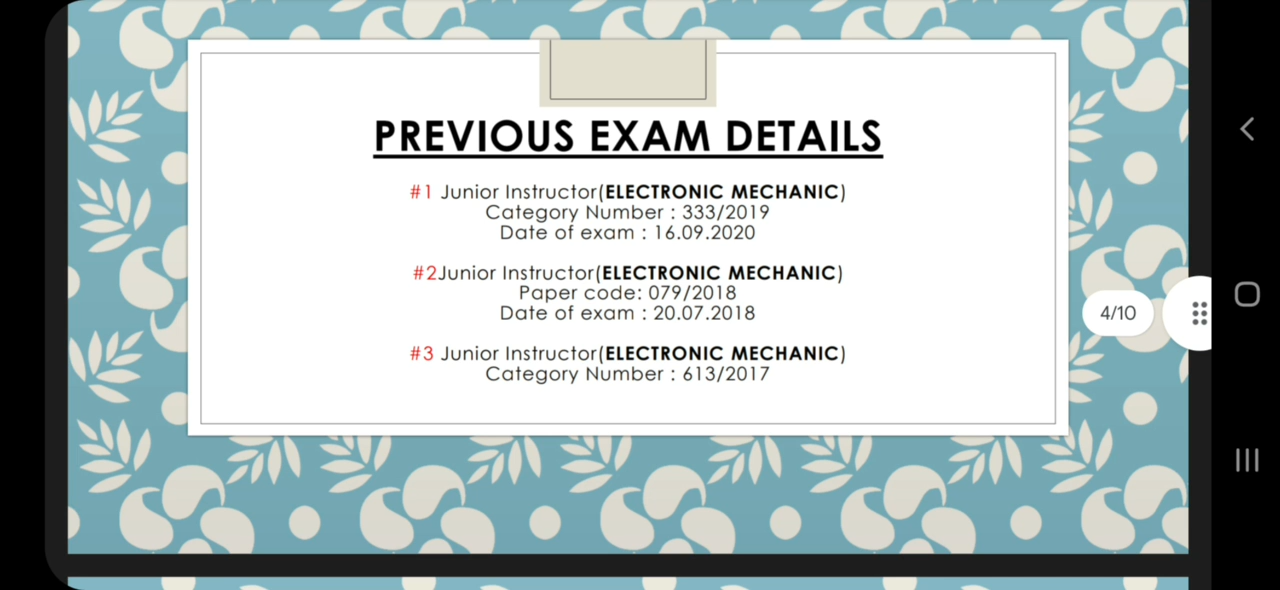 PREVIOUS EXAM DETAILS
#1 Junior Instructor(ELECTRONIC MECHANIC)
Category Number : 333/2019
Date of exam : 16.09.2020
#2Junior Instructor(ELECTRONIC MECHANIC)
Paper code: 079/2018
Date of exam : 20.07.2018
#3 Junior Instructor(ELECTRONIC MECHANIC)
Category Number : 613/2017
4/10